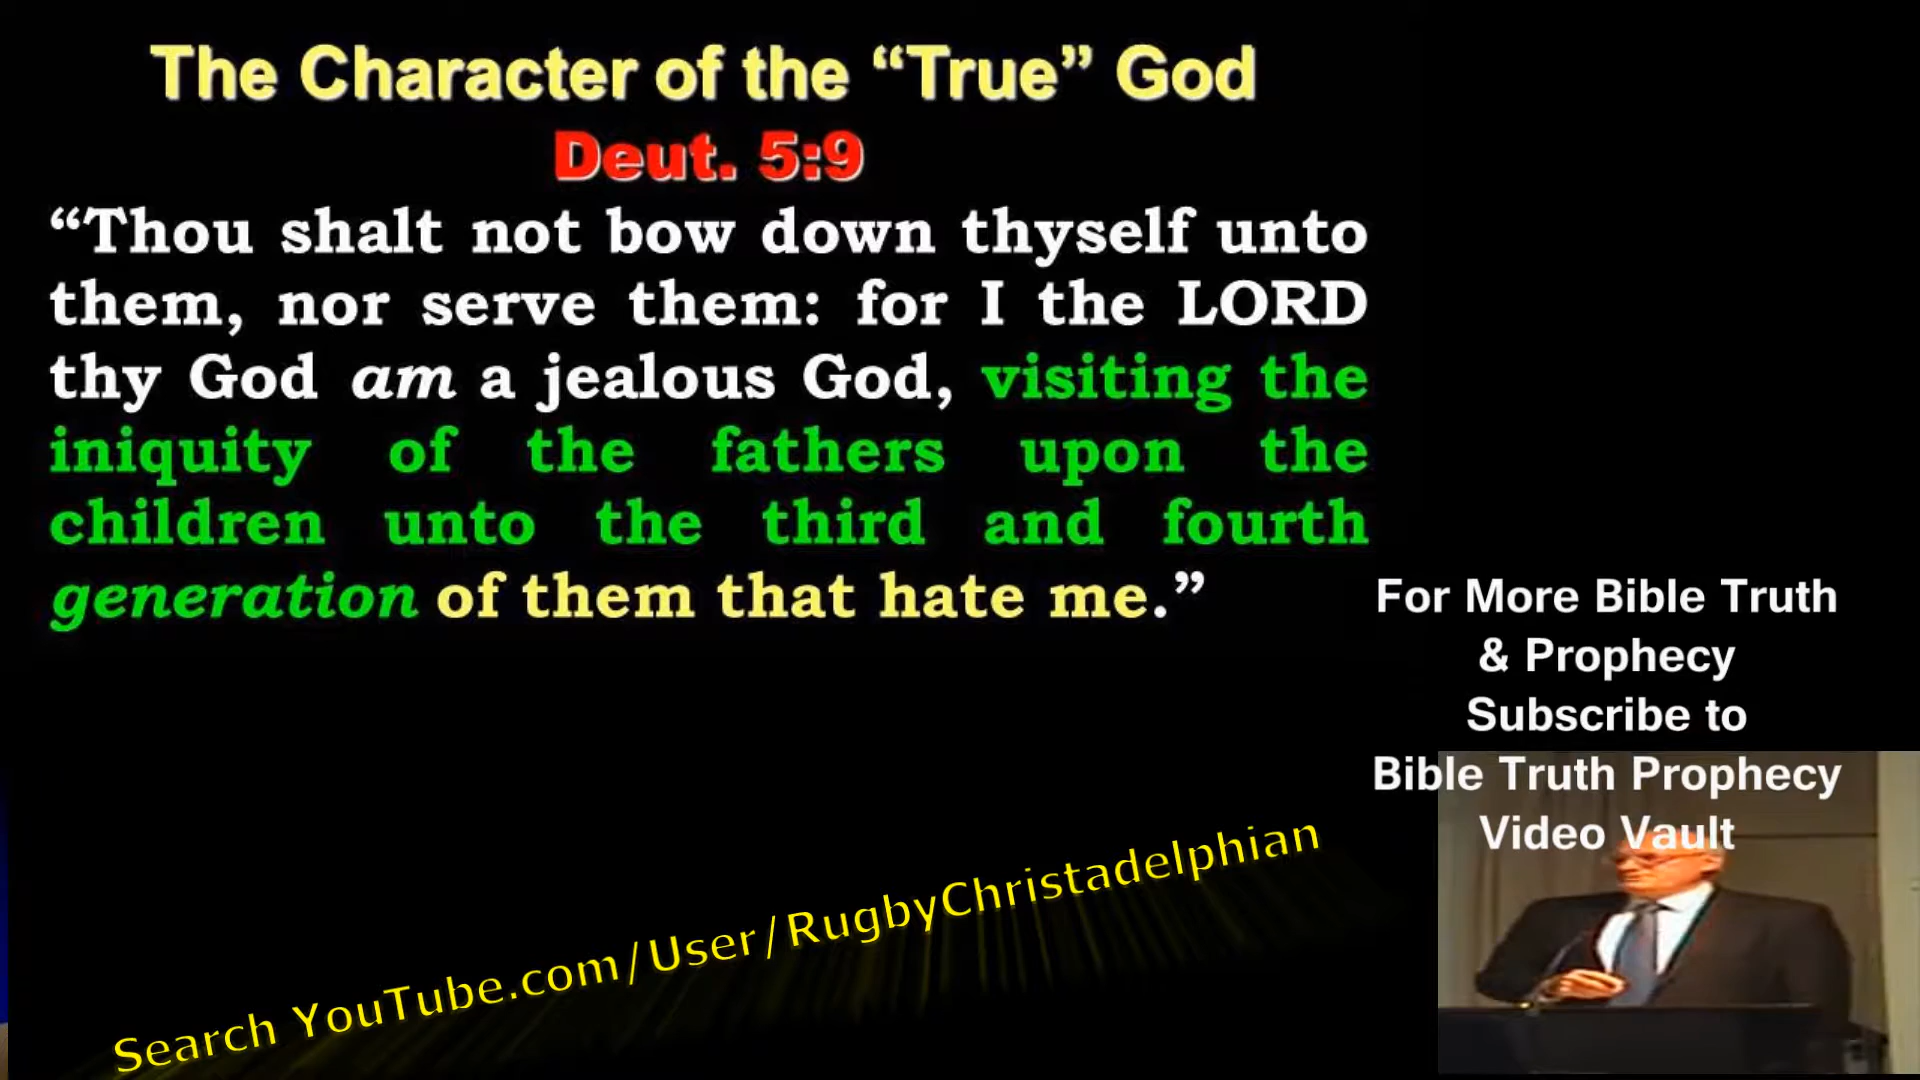 The Character of the “True” God
Deut. 5:9
“Thou shalt not bow down thyself unto
them, nor serve them: for I the LORD
thy God am a jealous God, visiting the
iniquity of the fathers upon the
children unto the third and fourth
generation of them that hate me.”
For More Bible Truth
& Prophecy
Subscribe to
Bible Truth Prophecy
Video Vault
Search YouTube.com/User/RugbyChristadelphian